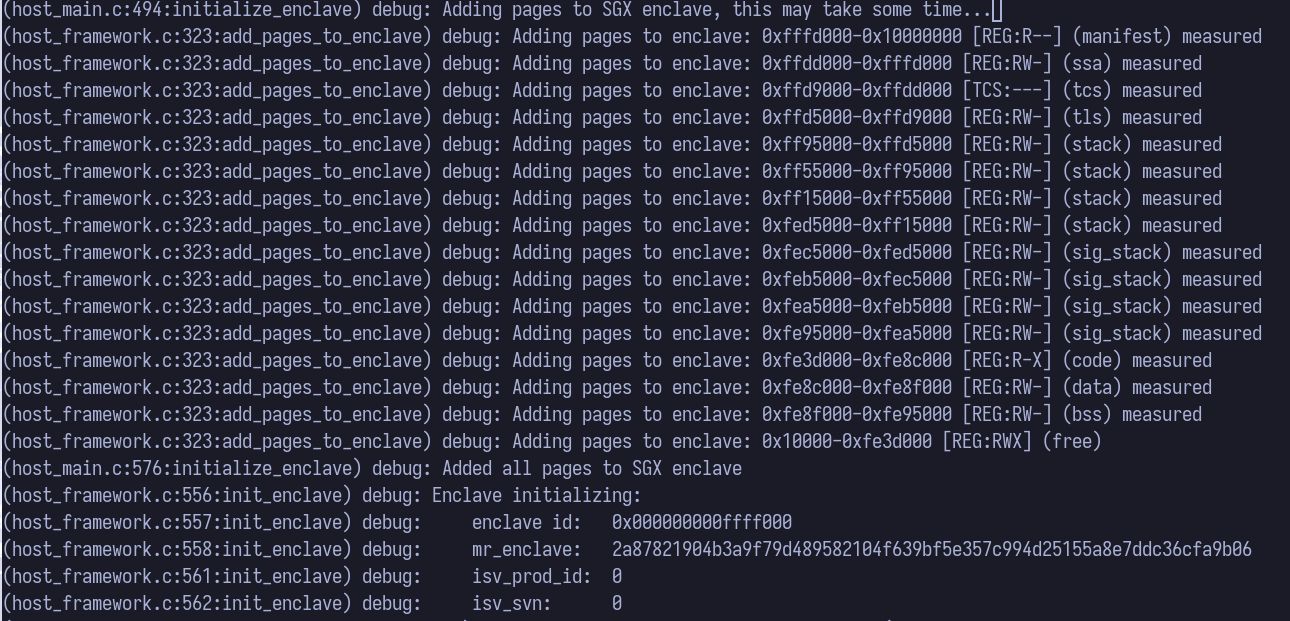 (host_main.c:494:initialize_enclave) debug: Adding pages to SGX enclave, this may take some time...
(host_framework.c:323:add_pages_to_enclave) debug: Adding pages to enclave: 0xfffd000-0x10000000 [REG:R--] (manifest) measured
(host_framework.c:323:add_pages_to_enclave) debug: Adding pages to enclave: 0xffdd000-0xfffd000 [REG:RW-] (ssa) measured
(host_framework.c:323:add_pages_to_enclave) debug: Adding pages to enclave: 0xffd9000-0xffdd000 [TCS:---] (tcs) measured
(host_framework.c:323:add_pages_to_enclave) debug: Adding pages to enclave: 0xffd5000-0xffd9000 [REG:RW-] (tls) measured
(host_framework.c:323:add_pages_to_enclave) debug: Adding pages to enclave: 0xff95000-0xffd5000 [REG:RW-] (stack) measured
(host_framework.c:323:add_pages_to_enclave) debug: Adding pages to enclave: 0xff55000-0xff95000 [REG:RW-] (stack) measured
(host_framework.c:323:add_pages_to_enclave) debug: Adding pages to enclave: 0xff15000-0xff55000 [REG:RW-] (stack) measured
(host_framework.c:323:add_pages_to_enclave) debug: Adding pages to enclave: 0xfed5000-0xff15000 [REG:RW-] (stack) measured
(host_framework.c:323:add_pages_to_enclave) debug: Adding pages to enclave: 0xfec5000-0xfed5000 [REG:RW-] (sig_stack) measured
(host_framework.c:323:add_pages_to_enclave) debug: Adding pages to enclave: 0xfeb5000-0xfec5000 [REG:RW-] (sig_stack) measured
(host_framework.c:323:add_pages_to_enclave) debug: Adding pages to enclave: 0xfea5000-0xfeb5000 [REG:RW-] (sig_stack) measured
(host_framework.c:323:add_pages_to_enclave) debug: Adding pages to enclave: 0xfe95000-0xfea5000 [REG:RW-] (sig_stack) measured
(host_framework.c:323:add_pages_to_enclave) debug: Adding pages to enclave: 0xfe3d000-0xfe8c000 [REG:R-X] (code) measured
(host_framework.c:323:add_pages_to_enclave) debug: Adding pages to enclave: 0xfe8c000-0xfe8f000 [REG:RW-] (data) measured
(host_framework.c:323:add_pages_to_enclave) debug: Adding pages to enclave: 0xfe8f000-0xfe95000 [REG:RW-] (bss) measured
(host_framework.c:323:add_pages_to_enclave) debug: Adding pages to enclave: 0x10000-0xfe3d000 [REG:RWX] (free)
(host_main.c:576:initialize_enclave) debug: Added all pages to SGX enclave
(host_framework.c:556:init_enclave) debug: Enclave initializing:
(host_framework.c:557:init_enclave) debug:     enclave id:   0x000000000ffff000
(host_framework.c:558:init_enclave) debug:     mr_enclave:   2a87821904b3a9f79d489582104f639bf5e357c994d25155a8e7ddc36cfa9b06
(host_framework.c:561:init_enclave) debug:     isv_prod_id:  0
(host_framework.c:562:init_enclave) debug:     isv_svn:      0